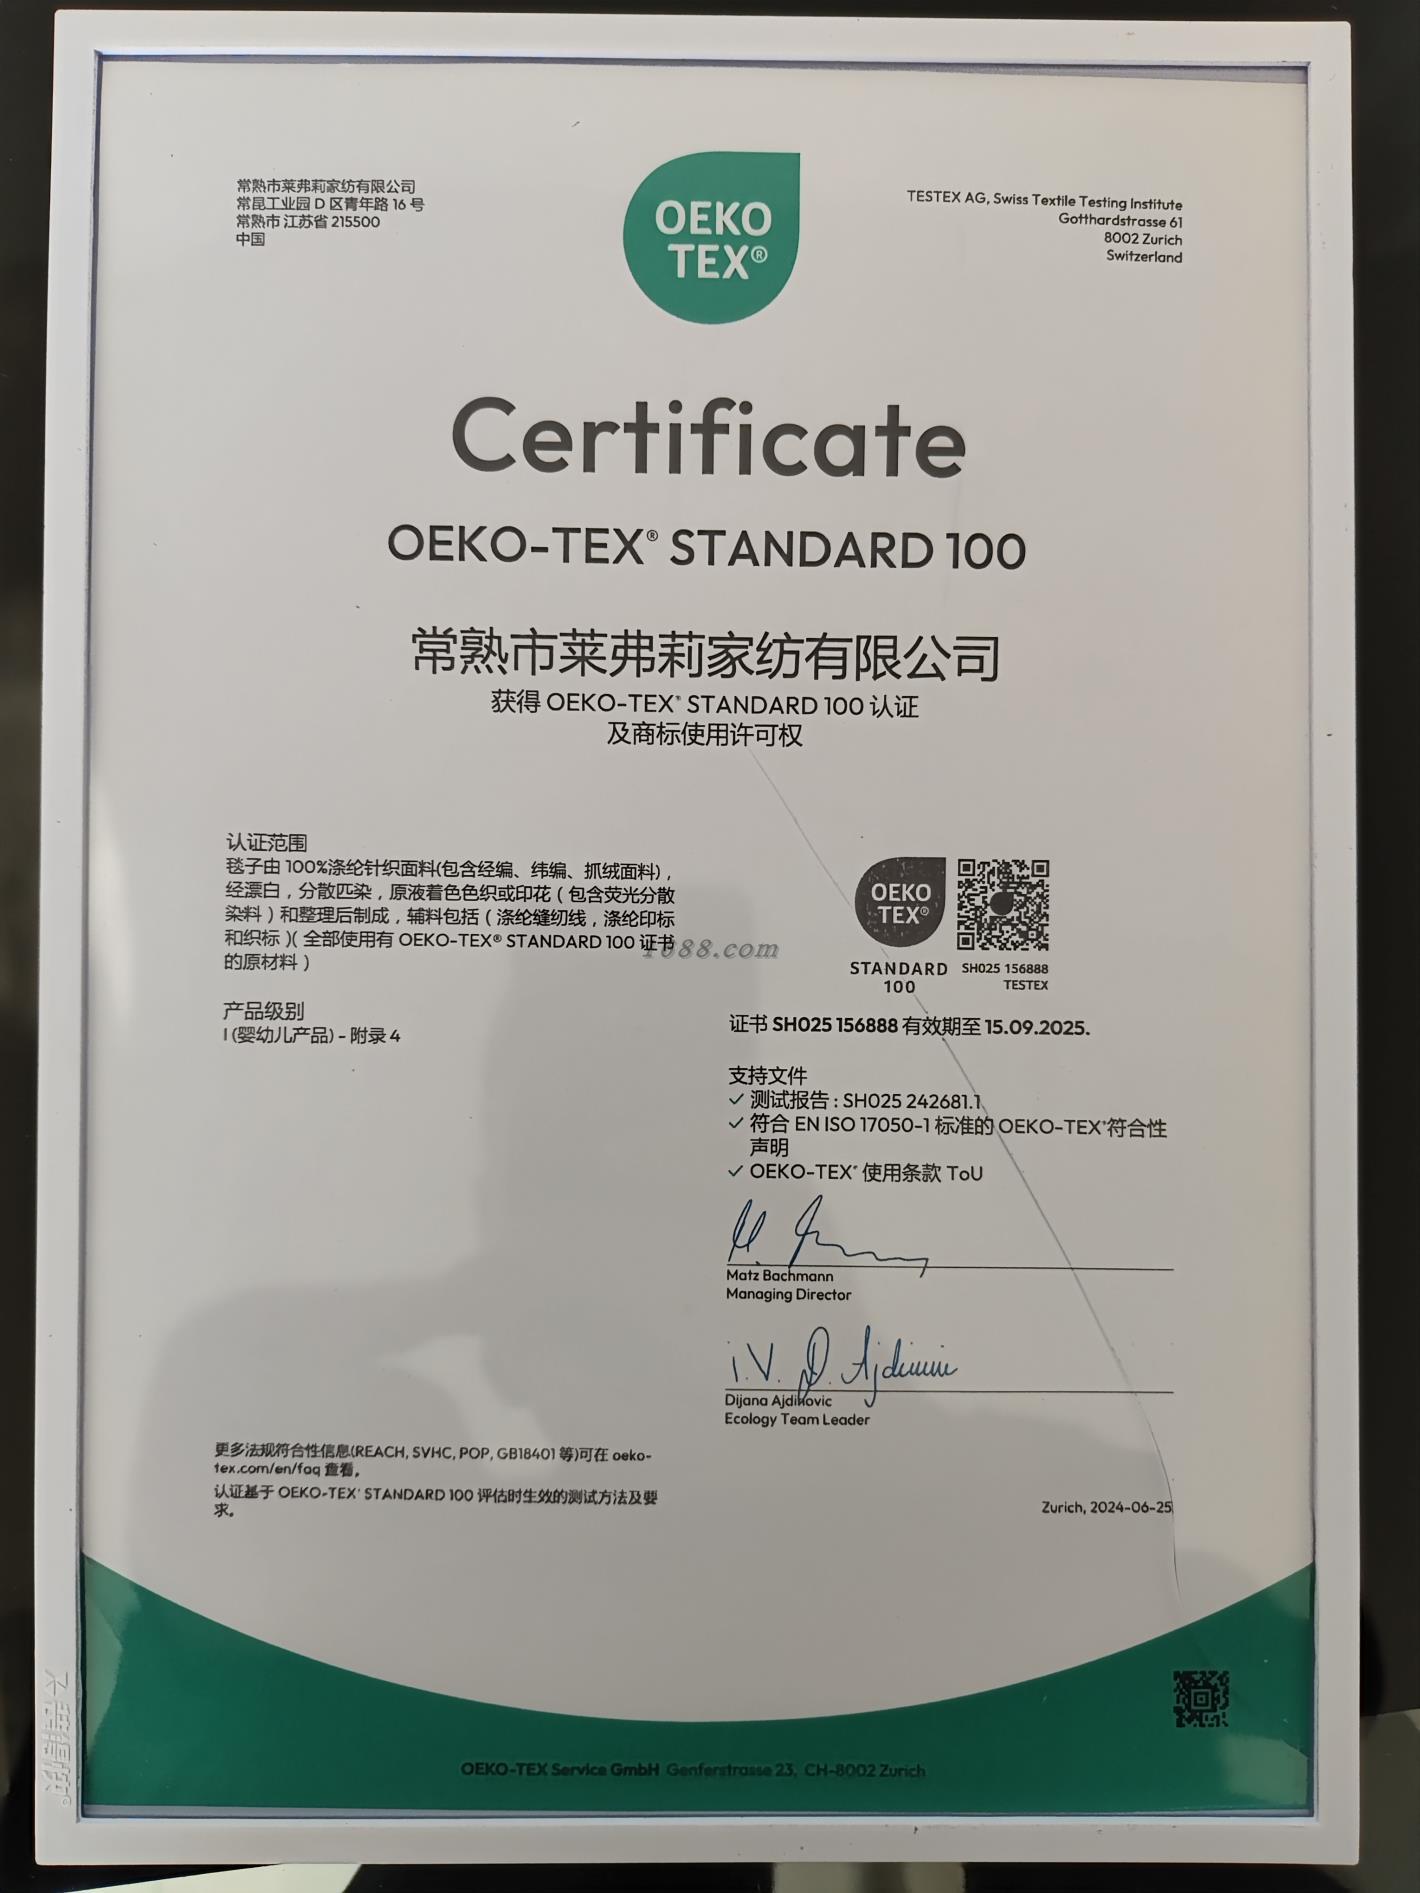 常熟市莱弗莉家纺有限公司
常昆工业园 D 区青年路 16 号
常熟市 江苏省 215500
中国
OEKO
TEX®
TESTEX AG, Swiss Textile Testing Institute
Gotthardstrasse 61
8002 Zurich
Switzerland
Certificate
OEKO-TEX® STANDARD 100
常熟市莱弗莉家纺有限公司
获得 OEKO-TEX® STANDARD 100 认证
及商标使用许可权
认证范围
毯子由 100%涤纶针织面料(包含经编、纬编、抓绒面料)，
经漂白，分散匹染，原液着色色织或印花（包含荧光分散
染料）和整理后制成，辅料包括（涤纶缝纫线，涤纶印标
和织标）(全部使用有 OEKO-TEX® STANDARD 100 证书
的原材料）
1688.com
产品级别
I (婴幼儿产品) - 附录 4
OEKO
TEX®
STANDARD
100
SH025 156888
TESTEX
证书 SH025 156888 有效期至 15.09.2025.
支持文件
✓ 测试报告 : SH025 242681.1
✓ 符合 EN ISO 17050-1 标准的 OEKO-TEX®符合性
声明
✓ OEKO-TEX® 使用条款 ToU
Matz Bachmann
Managing Director
i.V. D. Ajdinovic
Dijana Ajdinovic
Ecology Team Leader
更多法规符合性信息(REACH, SVHC, POP, GB18401 等)可在 oeko-
tex.com/en/faq 查看。
认证基于 OEKO-TEX® STANDARD 100 评估时生效的测试方法及要
求。
Zurich, 2024-06-25
OEKO-TEX Service GmbH Genferstrasse 23, CH-8002 Zurich